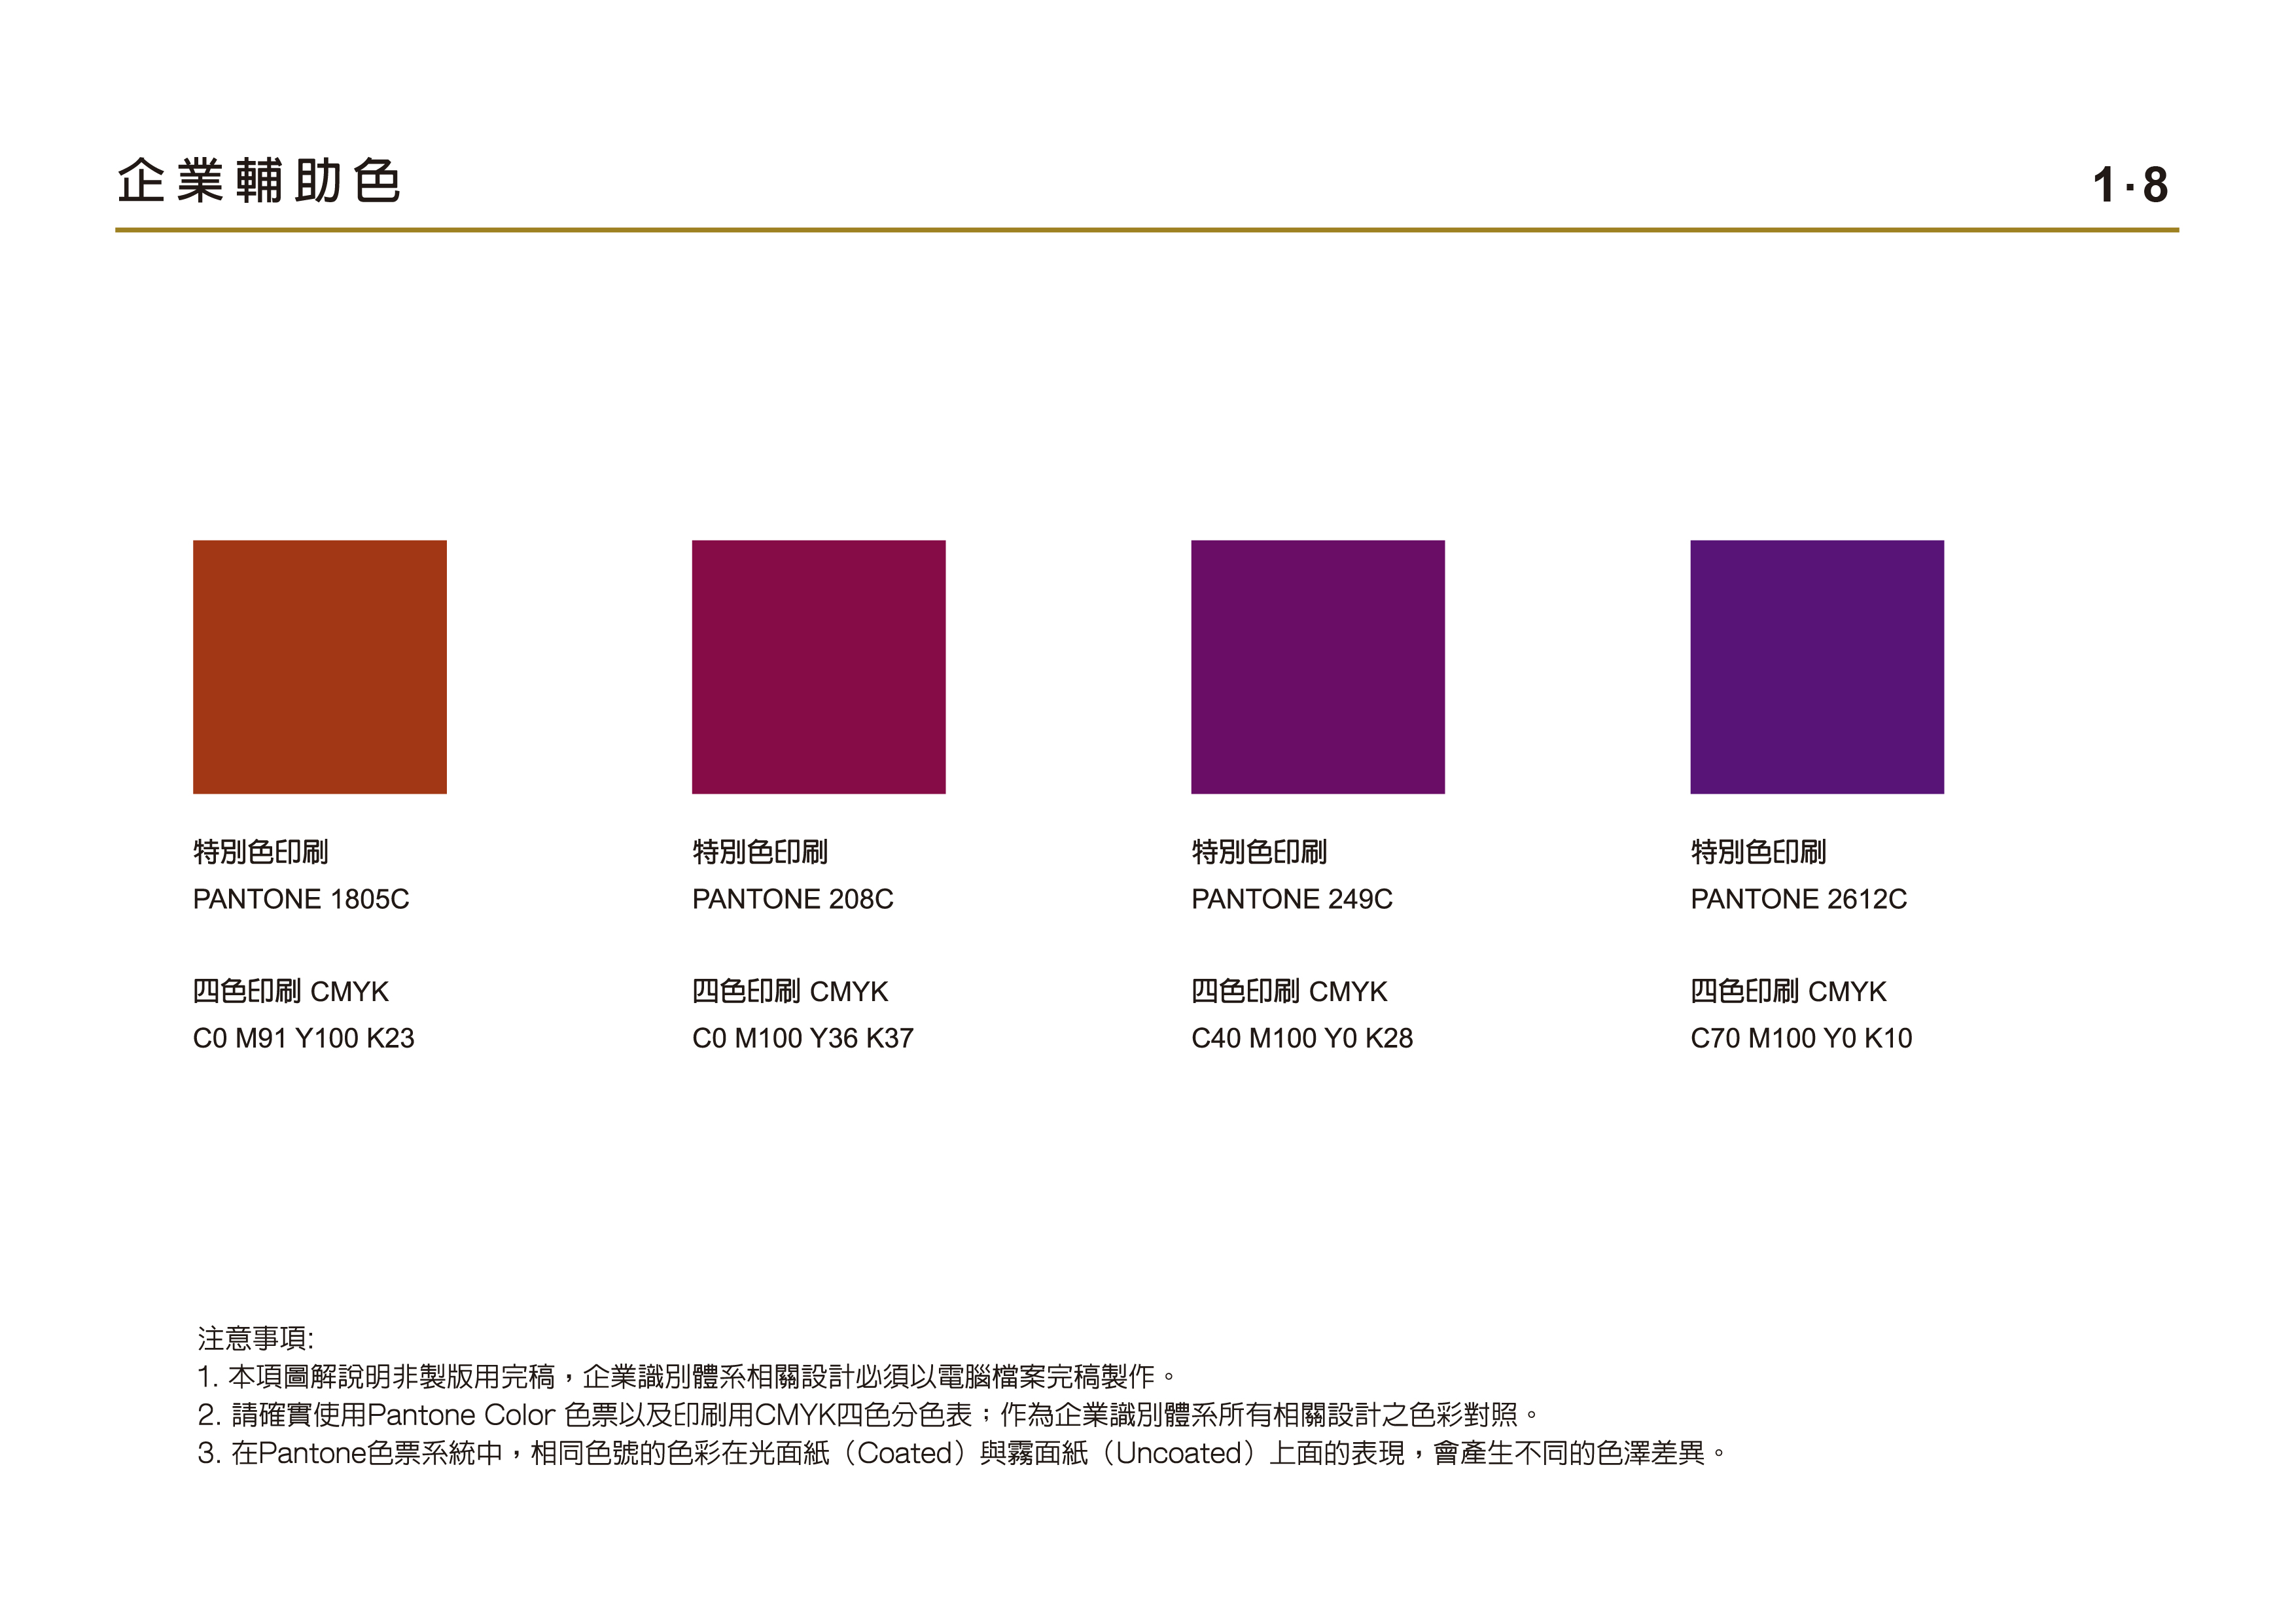 企業輔助色
1·8
特別色印刷
PANTONE 1805C
四色印刷 CMYK
C0 M91 Y100 K23
特別色印刷
PANTONE 208C
四色印刷 CMYK
C0 M100 Y36 K37
特別色印刷
PANTONE 249C
四色印刷 CMYK
C40 M100 Y0 K28
特別色印刷
PANTONE 2612C
四色印刷 CMYK
C70 M100 Y0 K10
注意事項:
1. 本項圖解說明非製版用完稿，企業識別體系相關設計必須以電腦檔案完稿製作。
2. 請確實使用Pantone Color 色票以及印刷用CMYK四色分色表；作為企業識別體系所有相關設計之色彩對照。
3. 在Pantone色票系統中，相同色號的色彩在光面紙（Coated）與霧面紙（Uncoated）上面的表現，會產生不同的色澤差異。